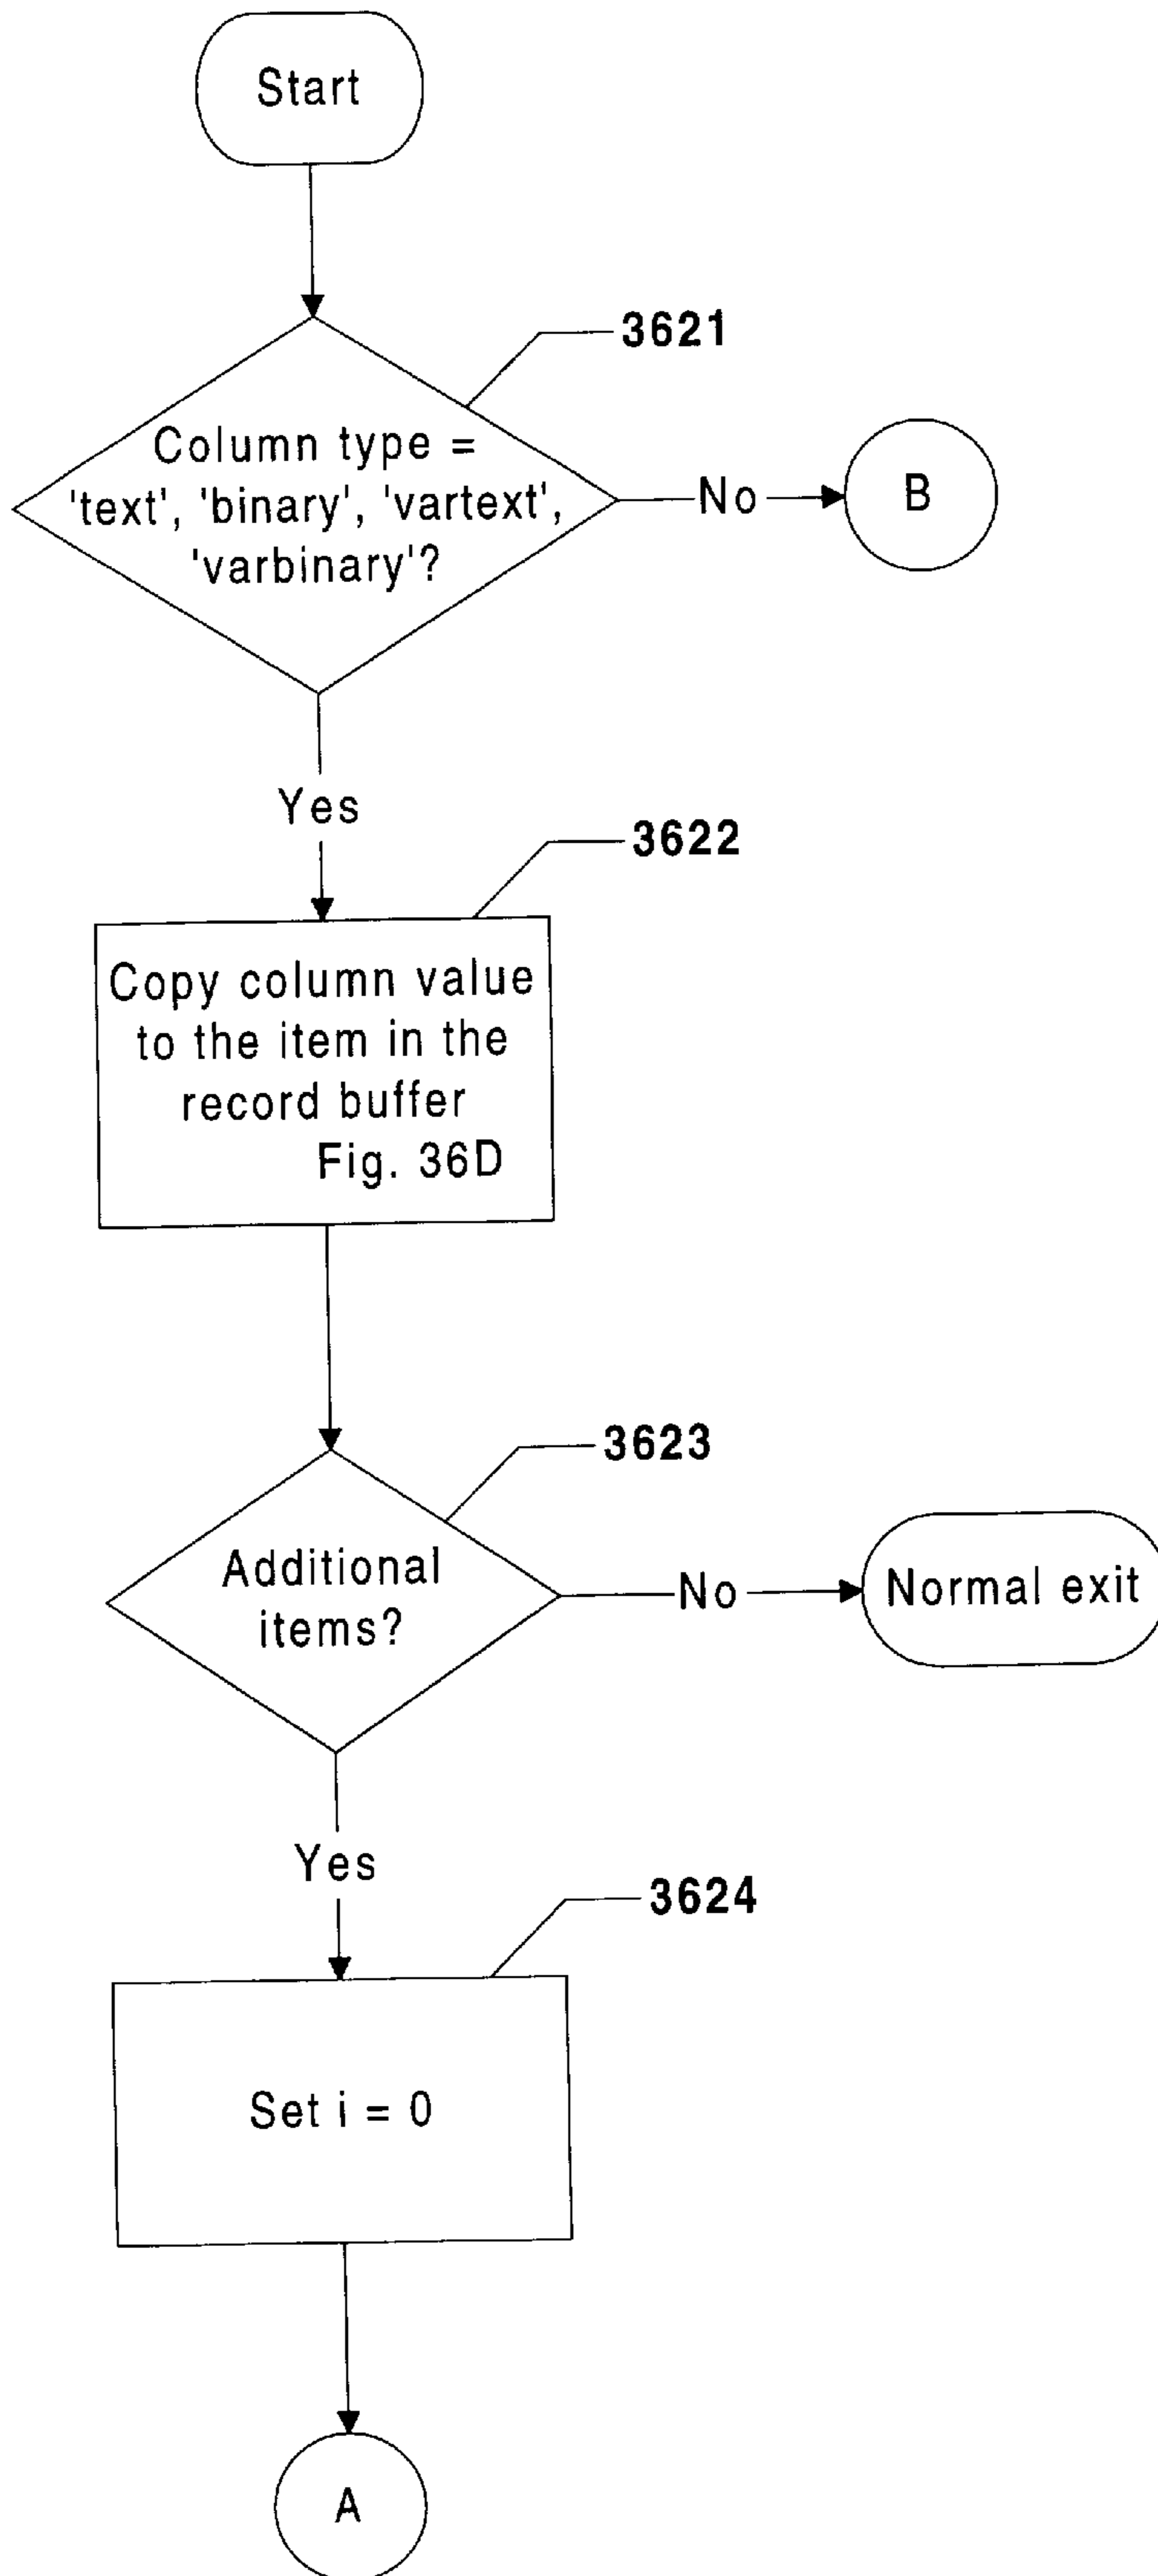 Start
3621
Column type =
'text', 'binary', 'vartext',
'varbinary'?
No
B
Yes
3622
Copy column value
to the item in the
record buffer
Fig. 36D
3623
Additional
items?
No
Normal exit
Yes
3624
Set i = 0
A